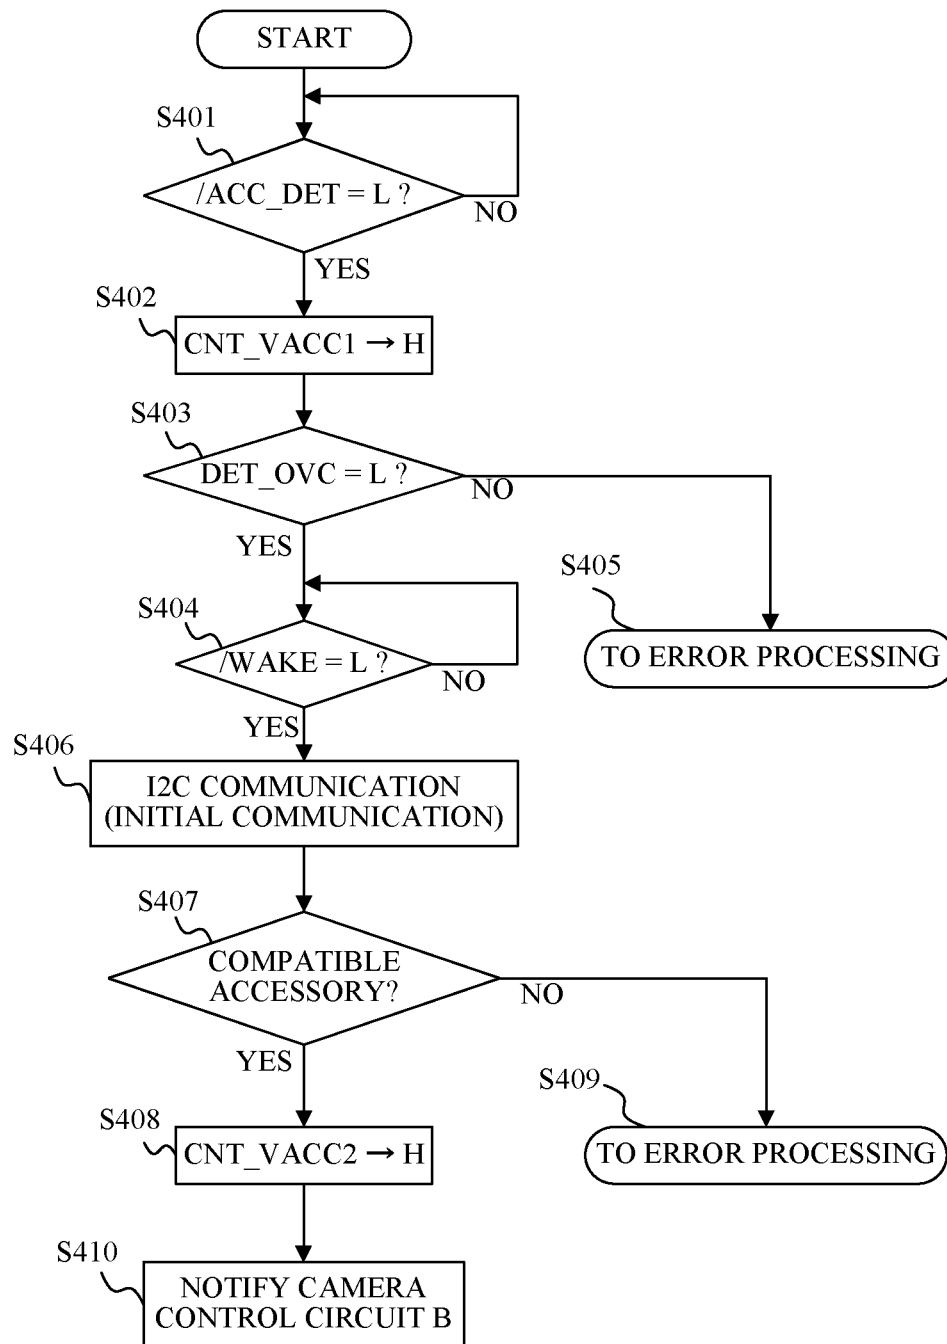 START
S401
/ACC_DET = L ?
NO
YES
S402
CNT_VACC1 → H
S403
DET_OVC = L ?
NO
YES
S405
TO ERROR PROCESSING
S404
/WAKE = L ?
NO
YES
S406
I2C COMMUNICATION
(INITIAL COMMUNICATION)
S407
COMPATIBLE
ACCESSORY?
NO
YES
S409
TO ERROR PROCESSING
S408
CNT_VACC2 → H
S410
NOTIFY CAMERA
CONTROL CIRCUIT B